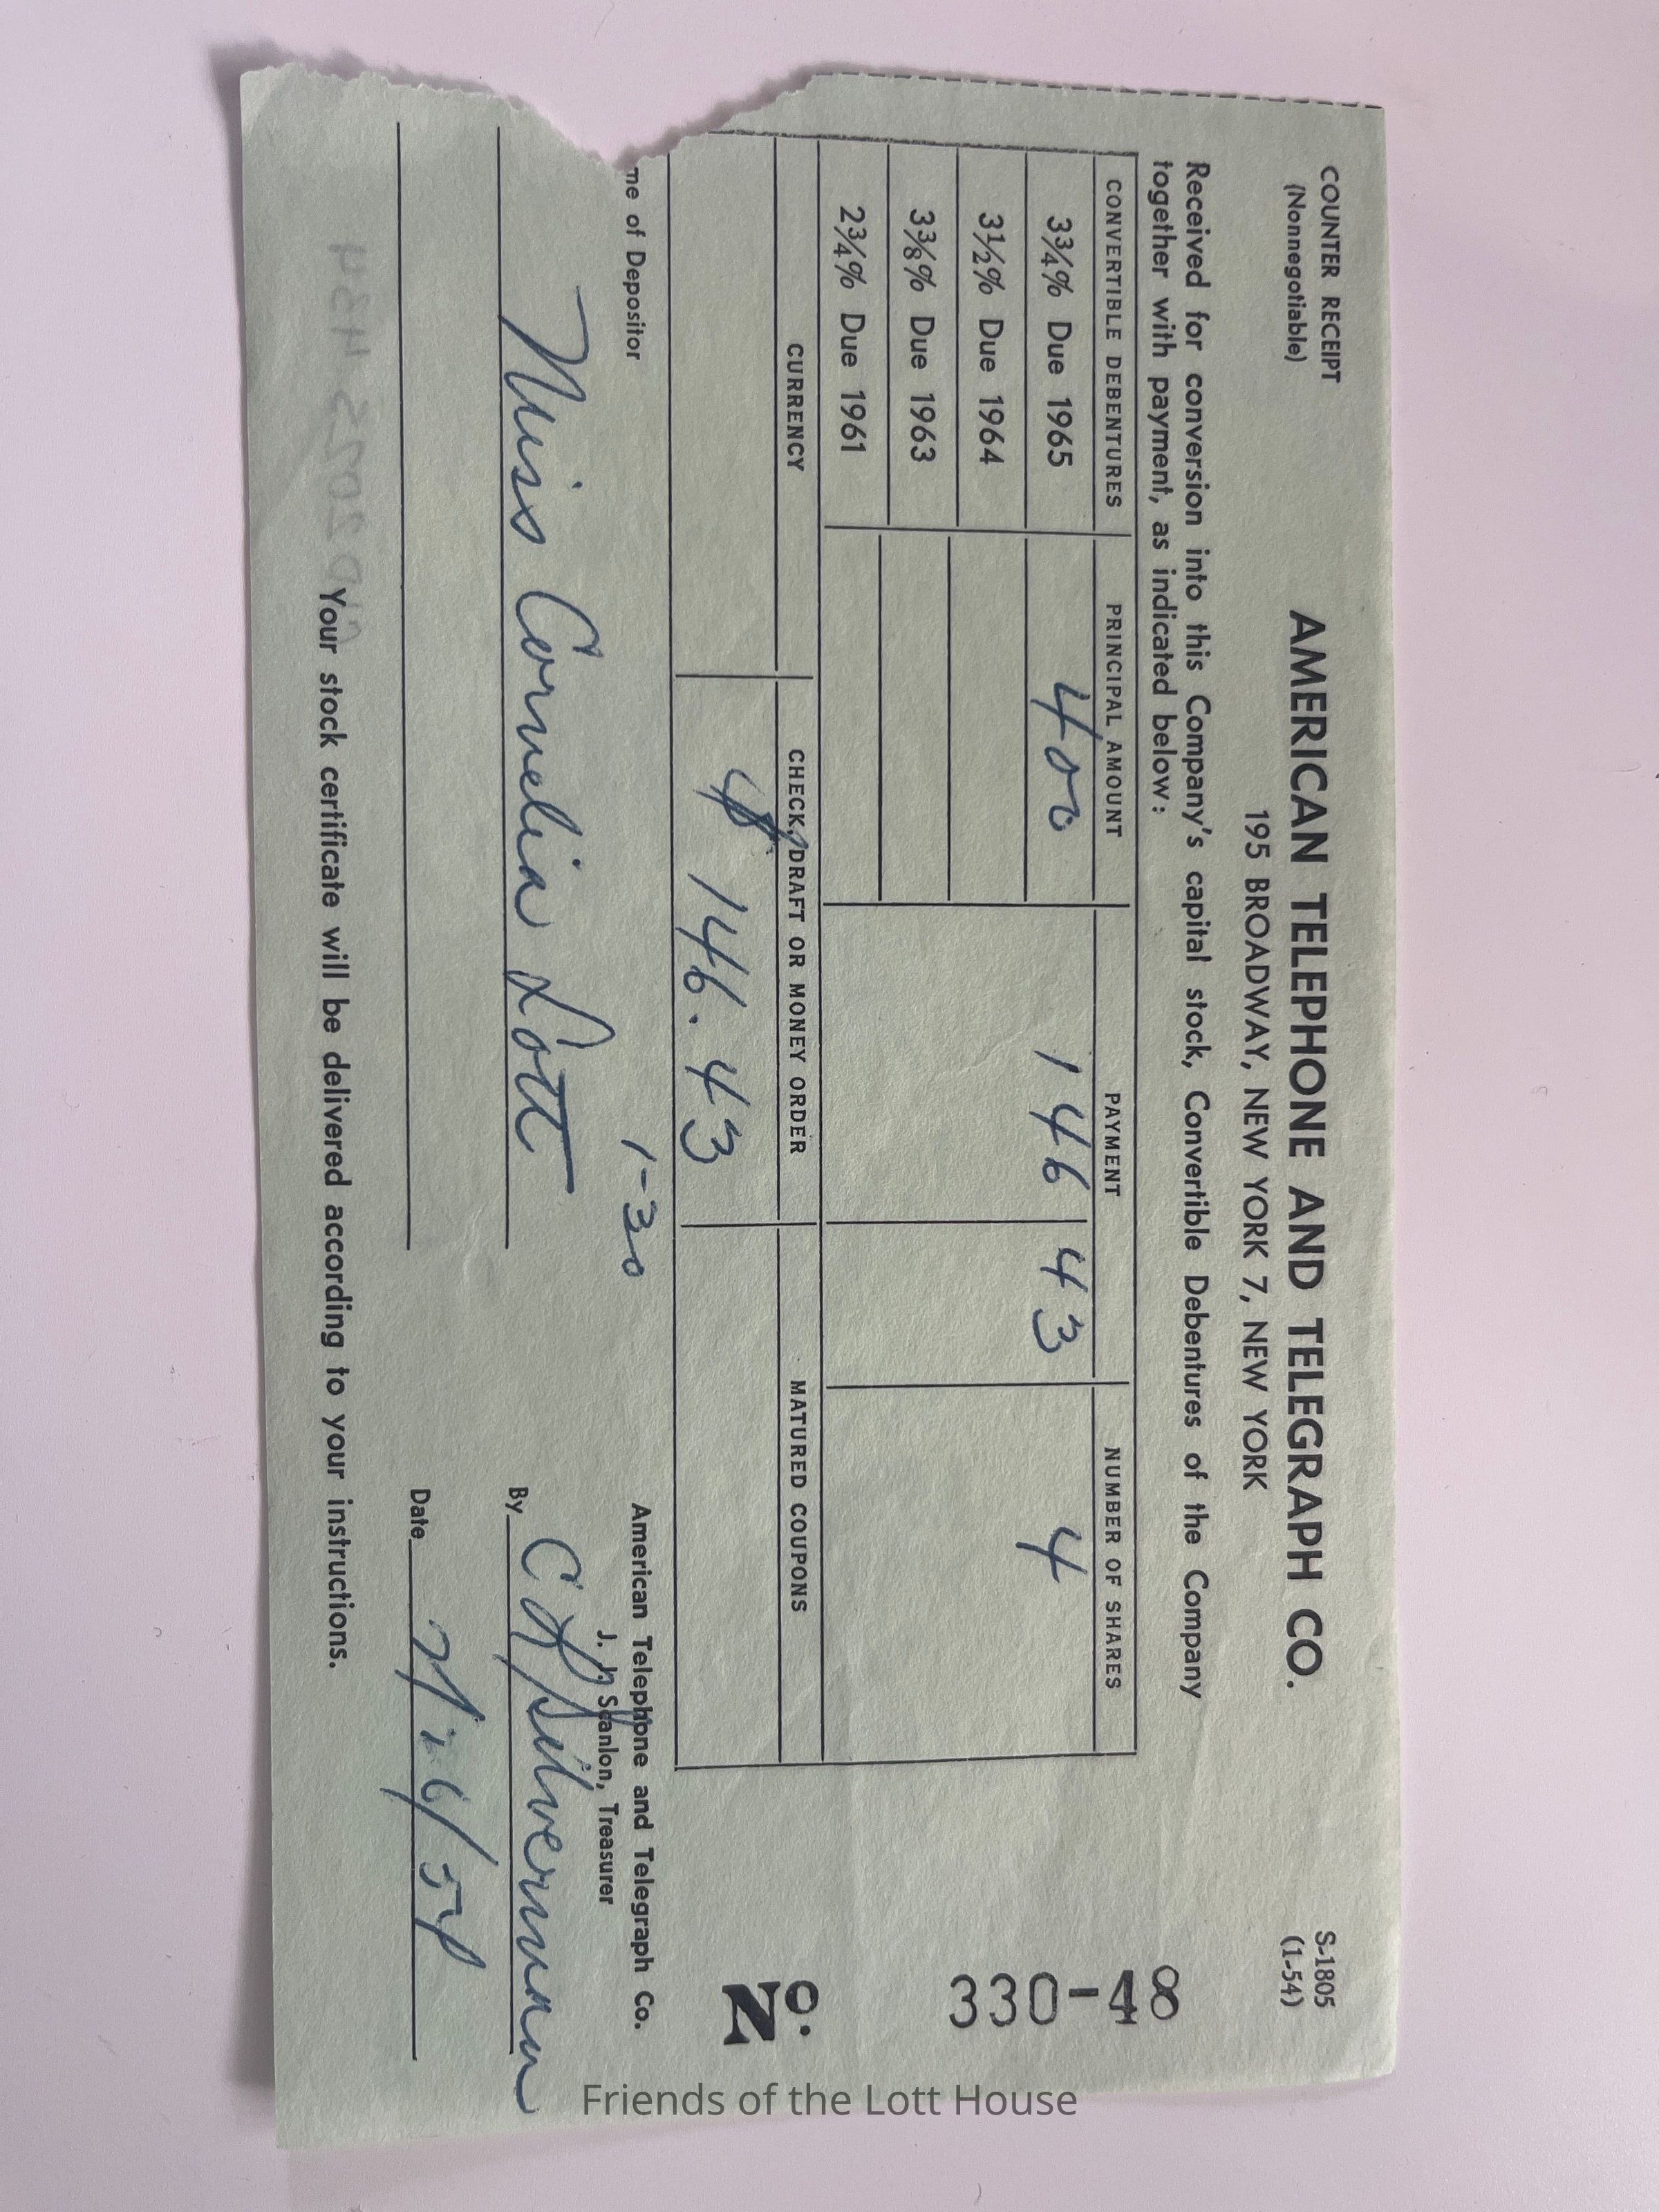 COUNTER RECEIPT
(Nonnegotiable)
S-1805
(1-54)
AMERICAN TELEPHONE AND TELEGRAPH CO.
195 BROADWAY, NEW YORK 7, NEW YORK
Received for conversion into this Company's capital stock, Convertible Debentures of the Company
together with payment, as indicated below:
CONVERTIBLE DEBENTURES PRINCIPAL AMOUNT PAYMENT NUMBER OF SHARES
3¾% Due 1965 400 146 43 4
3½% Due 1964
3⅜% Due 1963
2¾% Due 1961
330-48
No.
CURRENCY CHECK, DRAFT OR MONEY ORDER MATURED COUPONS
$ 146.43
me of Depositor 1-30
American Telephone and Telegraph Co.
J. J. Scanlon, Treasurer
Miss Cornelia Lott
By Silverman
Date /54
Your stock certificate will be delivered according to your instructions.
Friends of the Lott House